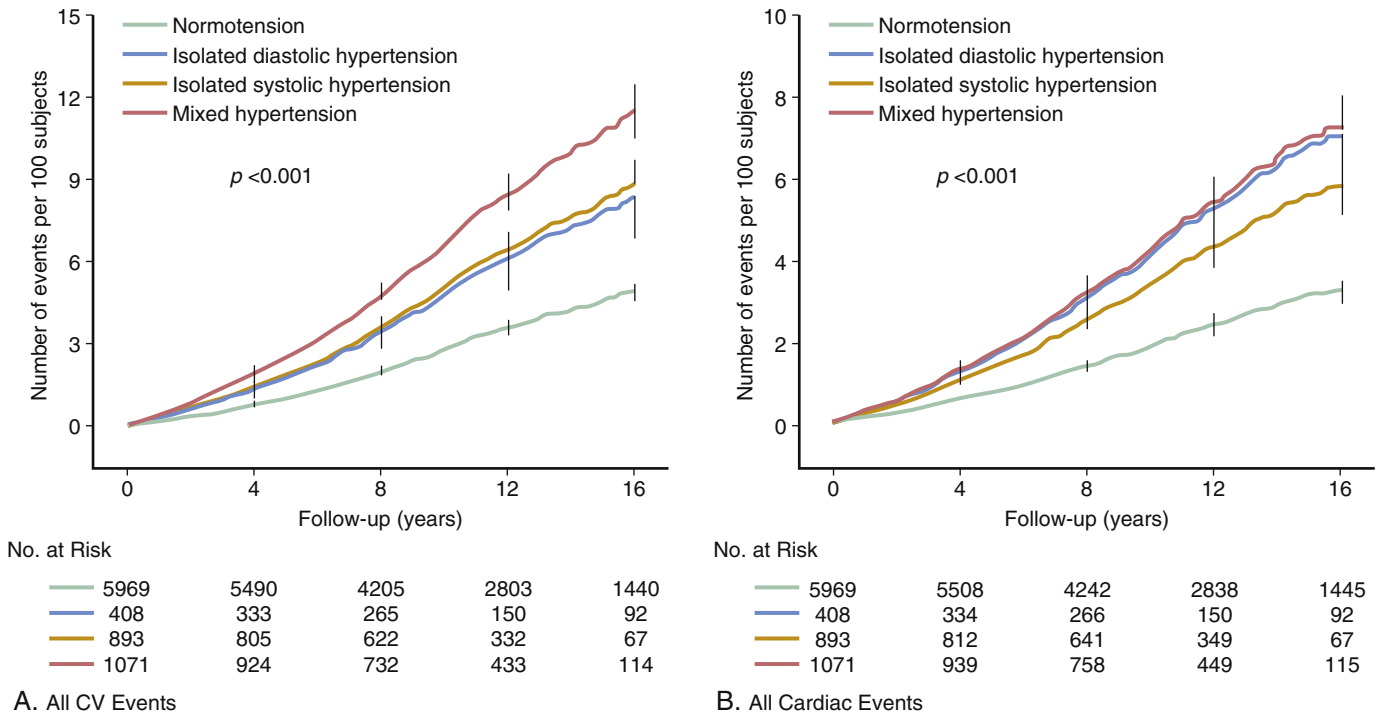 Number of events per 100 subjects
15
12
9
6
3
0
Normotension
Isolated diastolic hypertension
Isolated systolic hypertension
Mixed hypertension
p <0.001
0 4 8 12 16
Follow-up (years)
No. at Risk
5969 5490 4205 2803 1440
408 333 265 150 92
893 805 622 332 67
1071 924 732 433 114
A. All CV Events
Number of events per 100 subjects
10
8
6
4
2
0
Normotension
Isolated diastolic hypertension
Isolated systolic hypertension
Mixed hypertension
p <0.001
0 4 8 12 16
Follow-up (years)
No. at Risk
5969 5508 4242 2838 1445
408 334 266 150 92
893 812 641 349 67
1071 939 758 449 115
B. All Cardiac Events